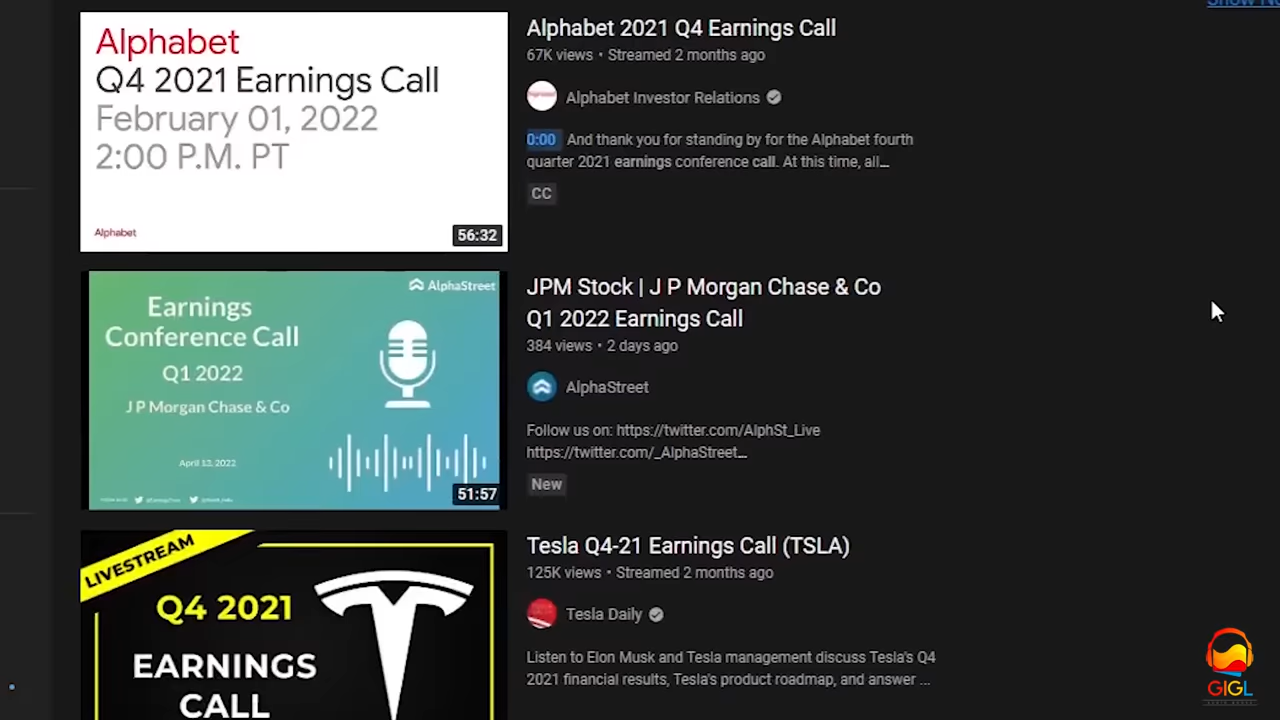 Alphabet
Q4 2021 Earnings Call
February 01, 2022
2:00 P.M. PT
Alphabet
56:32
Alphabet 2021 Q4 Earnings Call
67K views • Streamed 2 months ago
Alphabet Investor Relations
0:00 And thank you for standing by for the Alphabet fourth
quarter 2021 earnings conference call. At this time, all...
CC
AlphaStreet
Earnings
Conference Call
Q1 2022
J P Morgan Chase & Co
April 13, 2022
51:57
JPM Stock | J P Morgan Chase & Co
Q1 2022 Earnings Call
384 views • 2 days ago
AlphaStreet
Follow us on: https://twitter.com/AlphSt_Live
https://twitter.com/_AlphaStreet...
New
LIVESTREAM
Q4 2021
EARNINGS
CALL
Tesla Q4-21 Earnings Call (TSLA)
125K views • Streamed 2 months ago
Tesla Daily
Listen to Elon Musk and Tesla management discuss Tesla's Q4
2021 financial results, Tesla's product roadmap, and answer ...
GIGL